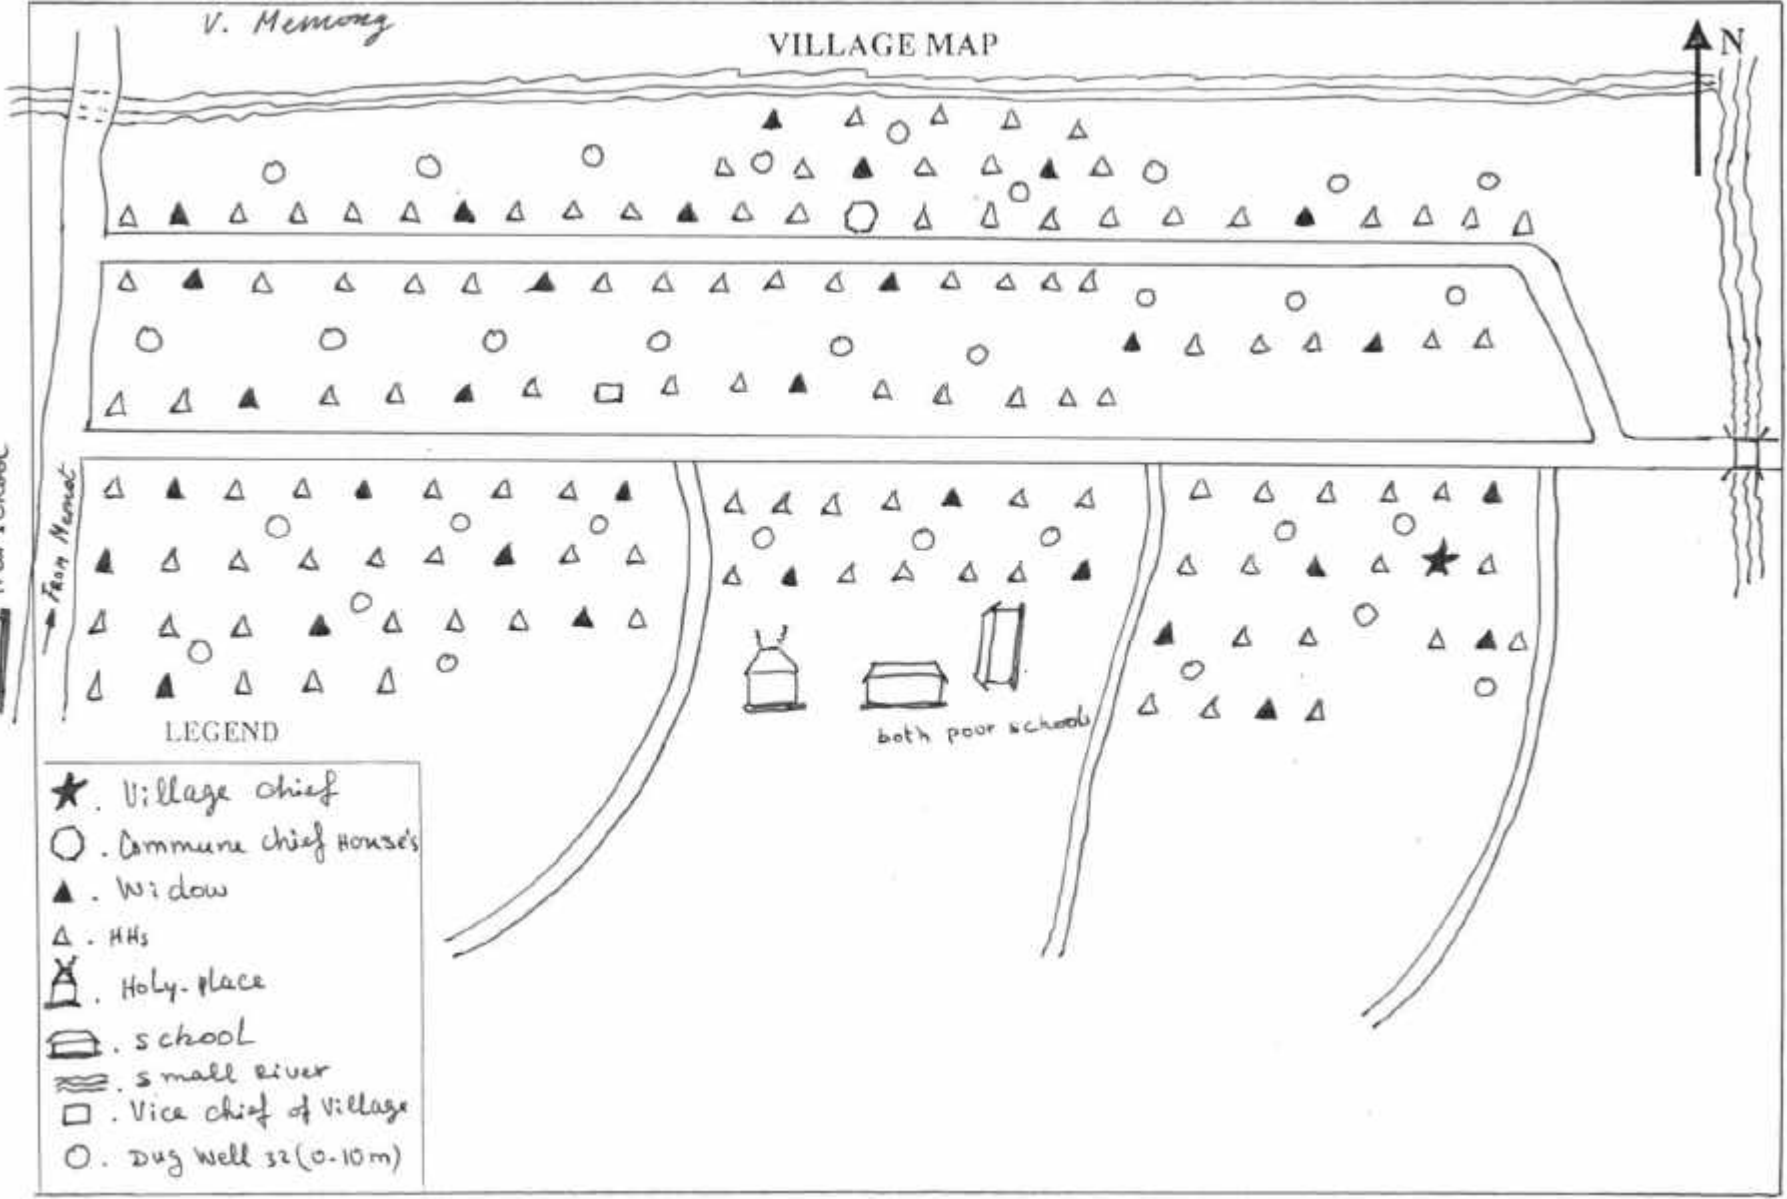 V. Memong
VILLAGE MAP
N
From Memot
both poor school
LEGEND
Village chief
Commune chief House's
Widow
HHs
Holy-place
school
small River
Vice chief of Village
Dug Well 32 (0-10m)